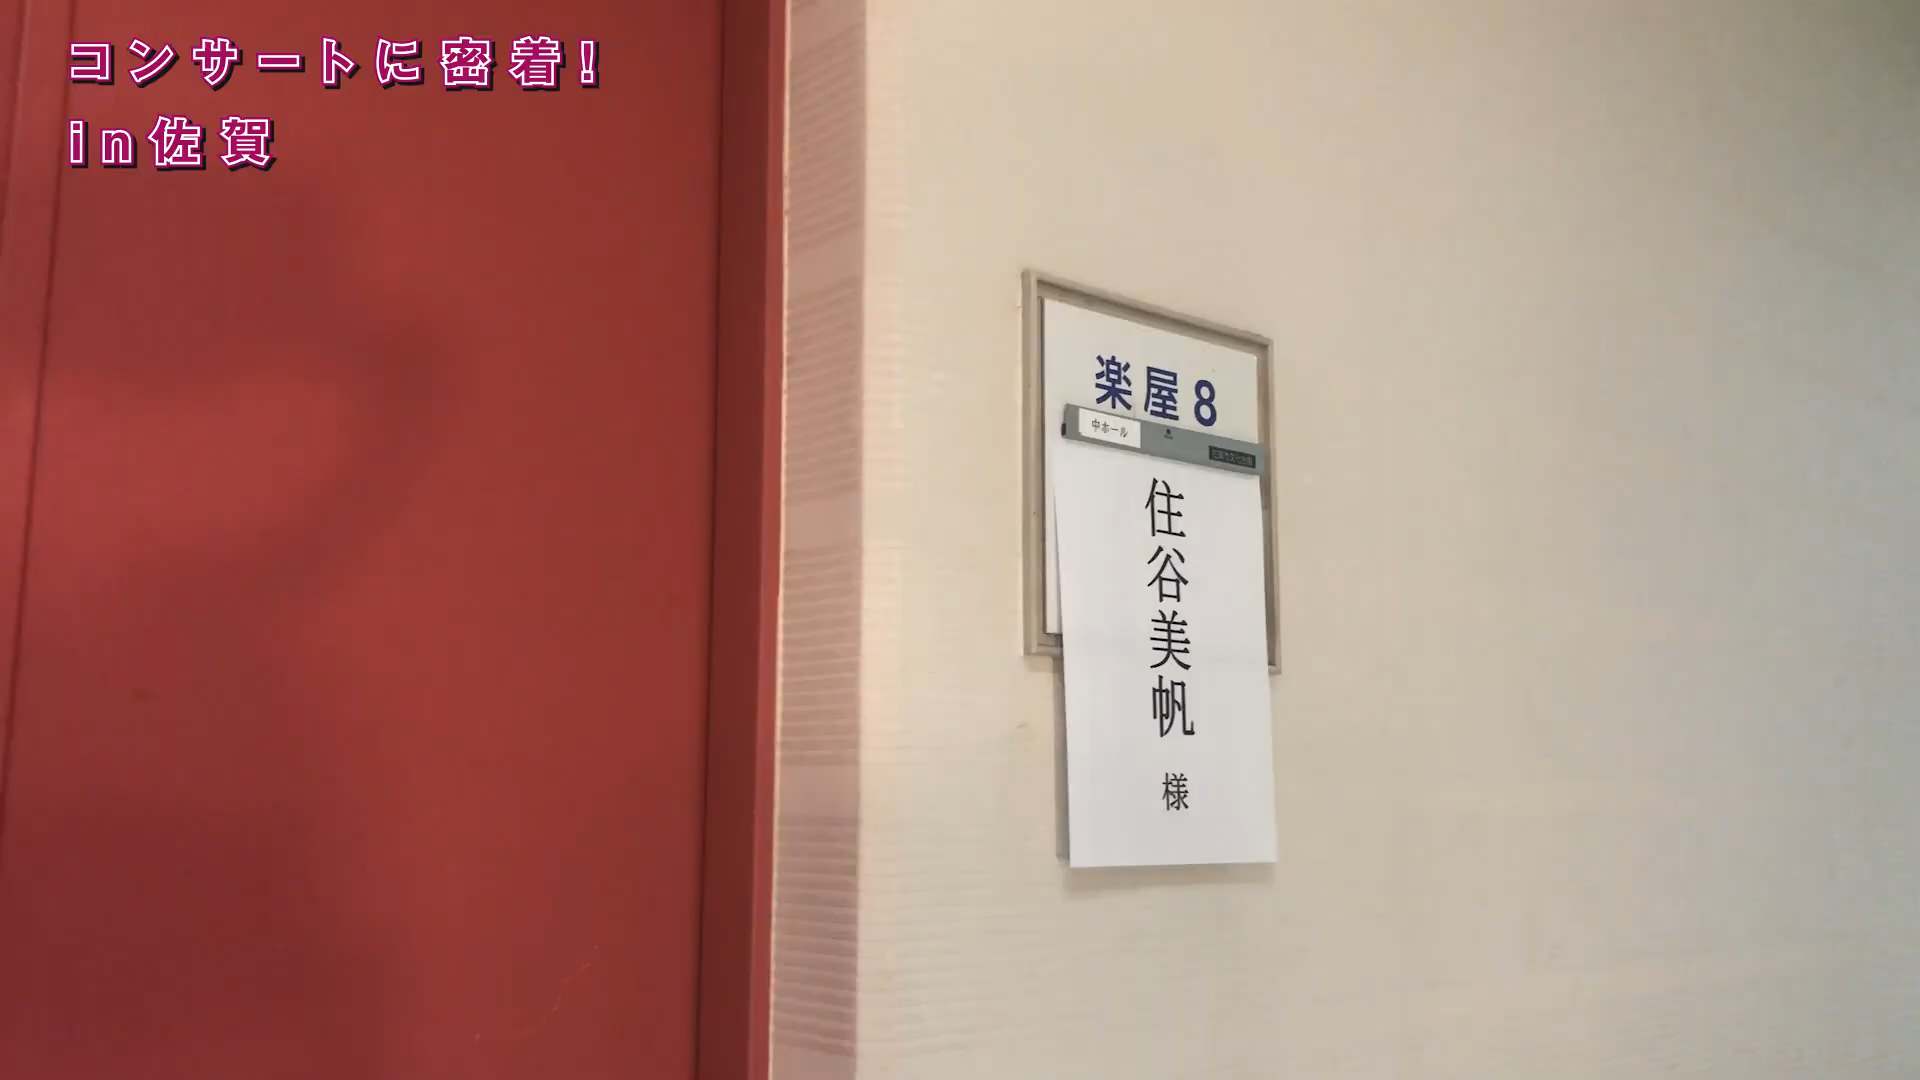 コンサートに密着!
in佐賀
楽屋8
中ホール
住谷美帆 様